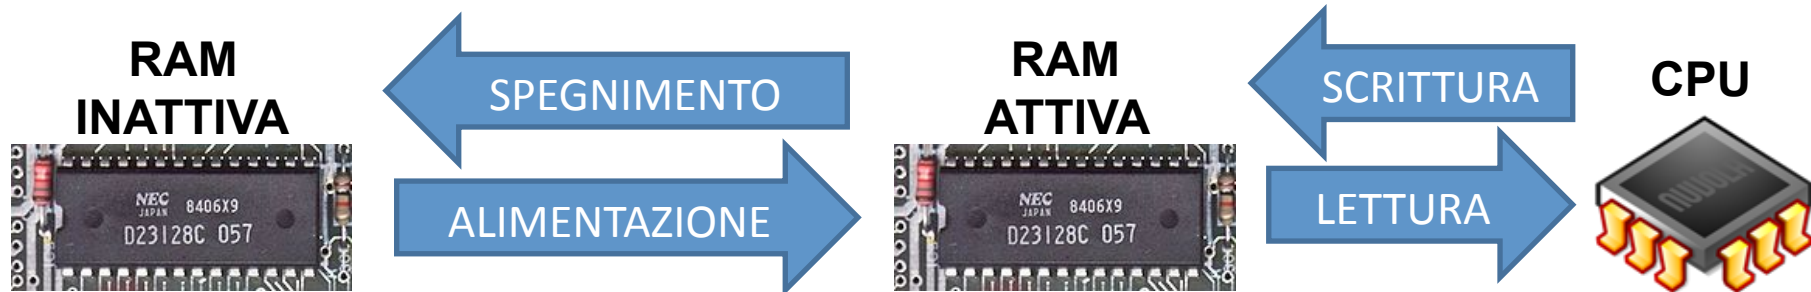 RAM
INATTIVA
SPEGNIMENTO
ALIMENTAZIONE
NEC
JAPAN 8406X9
D23128C 057
RAM
ATTIVA
NEC
JAPAN 8406X9
D23128C 057
SCRITTURA
LETTURA
CPU